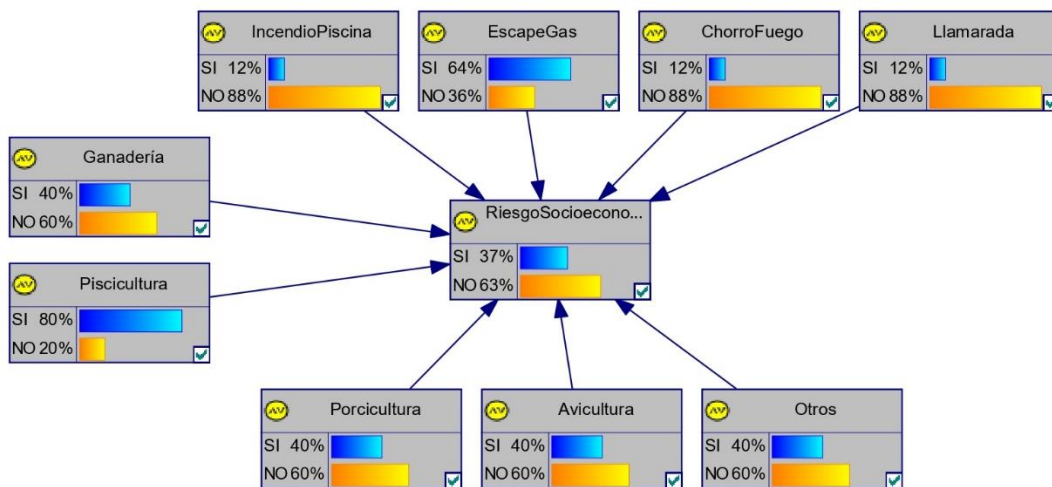 IncendioPiscina
SI 12%
NO 88%
EscapeGas
SI 64%
NO 36%
ChorroFuego
SI 12%
NO 88%
Llamarada
SI 12%
NO 88%
Ganadería
SI 40%
NO 60%
RiesgoSocioecono...
SI 37%
NO 63%
Piscicultura
SI 80%
NO 20%
Porcicultura
SI 40%
NO 60%
Avicultura
SI 40%
NO 60%
Otros
SI 40%
NO 60%